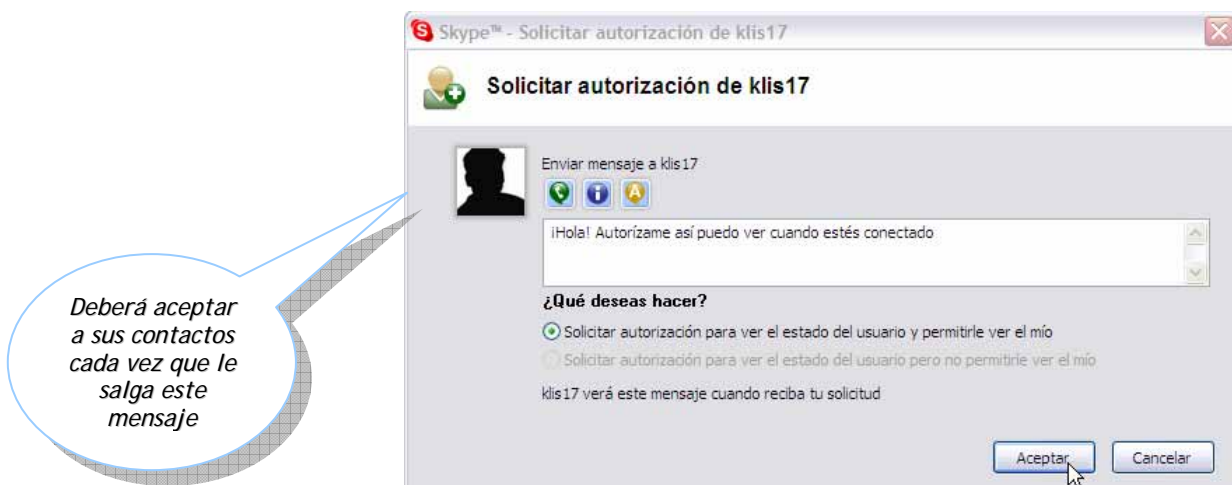 Skype™ - Solicitar autorización de klis17
Solicitar autorización de klis17
Enviar mensaje a klis17
¡Hola! Autorízame así puedo ver cuando estés conectado
¿Qué deseas hacer?
Solicitar autorización para ver el estado del usuario y permitirle ver el mío
Solicitar autorización para ver el estado del usuario pero no permitirle ver el mío
klis17 verá este mensaje cuando reciba tu solicitud
Aceptar Cancelar
Deberá aceptar
a sus contactos
cada vez que le
salga este
mensaje